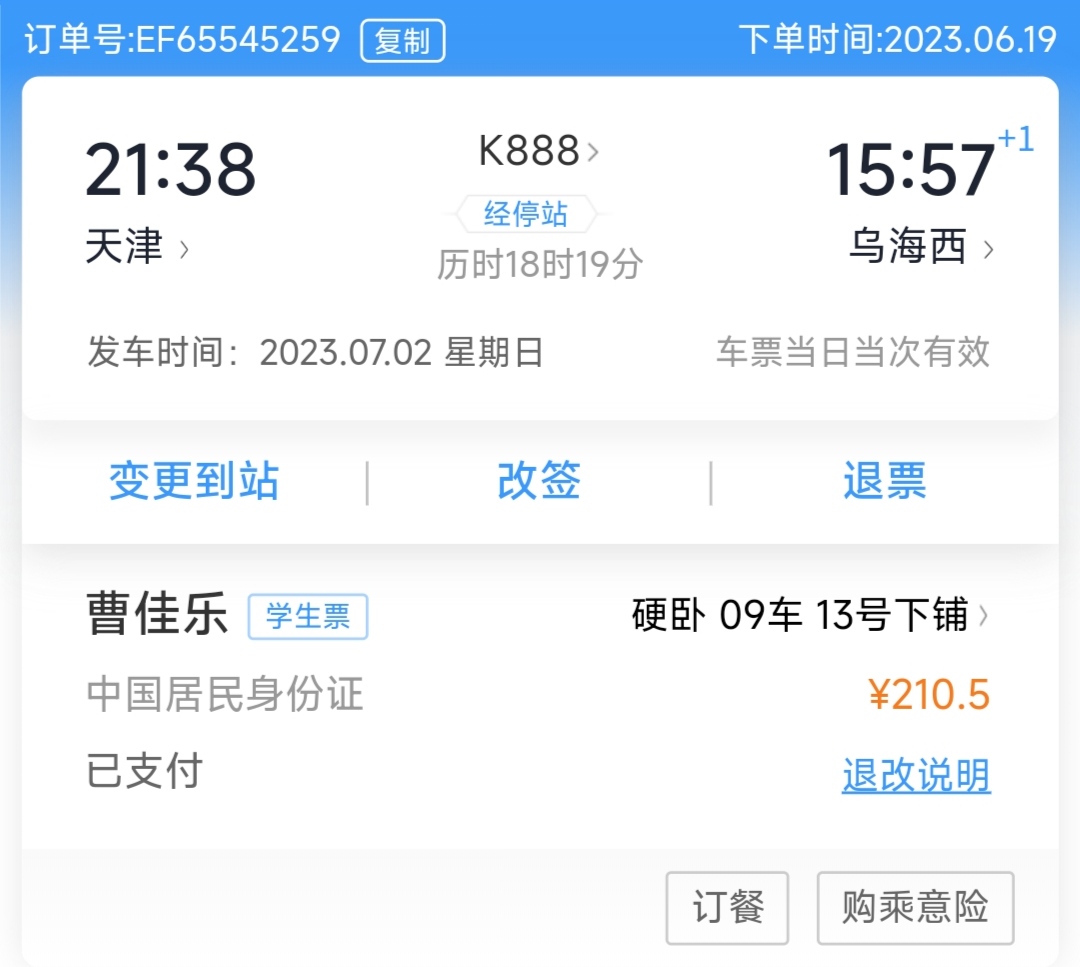 订单号:EF65545259 复制 下单时间:2023.06.19
21:38 K888 15:57+1
经停站
天津 乌海西
历时18时19分
发车时间：2023.07.02 星期日 车票当日当次有效
变更到站 改签 退票
曹佳乐 学生票 硬卧 09车 13号下铺
中国居民身份证 ¥210.5
已支付 退改说明
订餐 购乘意险